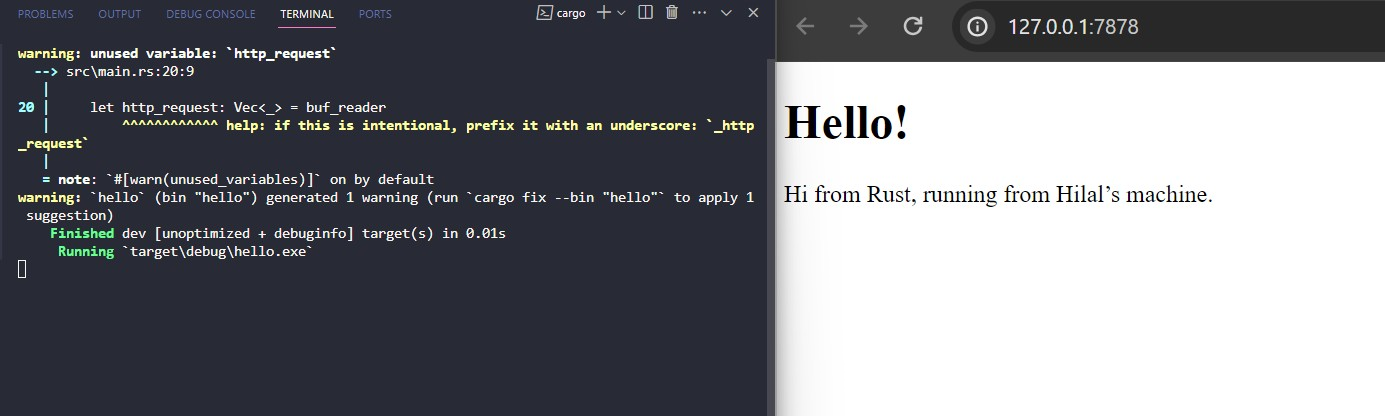 PROBLEMS OUTPUT DEBUG CONSOLE TERMINAL PORTS cargo
warning: unused variable: `http_request`
--> src\main.rs:20:9
|
20 | let http_request: Vec<_> = buf_reader
| ^^^^^^^^^^^^ help: if this is intentional, prefix it with an underscore: `_http
_request`
|
= note: `#[warn(unused_variables)]` on by default
warning: `hello` (bin "hello") generated 1 warning (run `cargo fix --bin "hello"` to apply 1
suggestion)
Finished dev [unoptimized + debuginfo] target(s) in 0.01s
Running `target\debug\hello.exe`
127.0.0.1:7878
Hello!
Hi from Rust, running from Hilal’s machine.